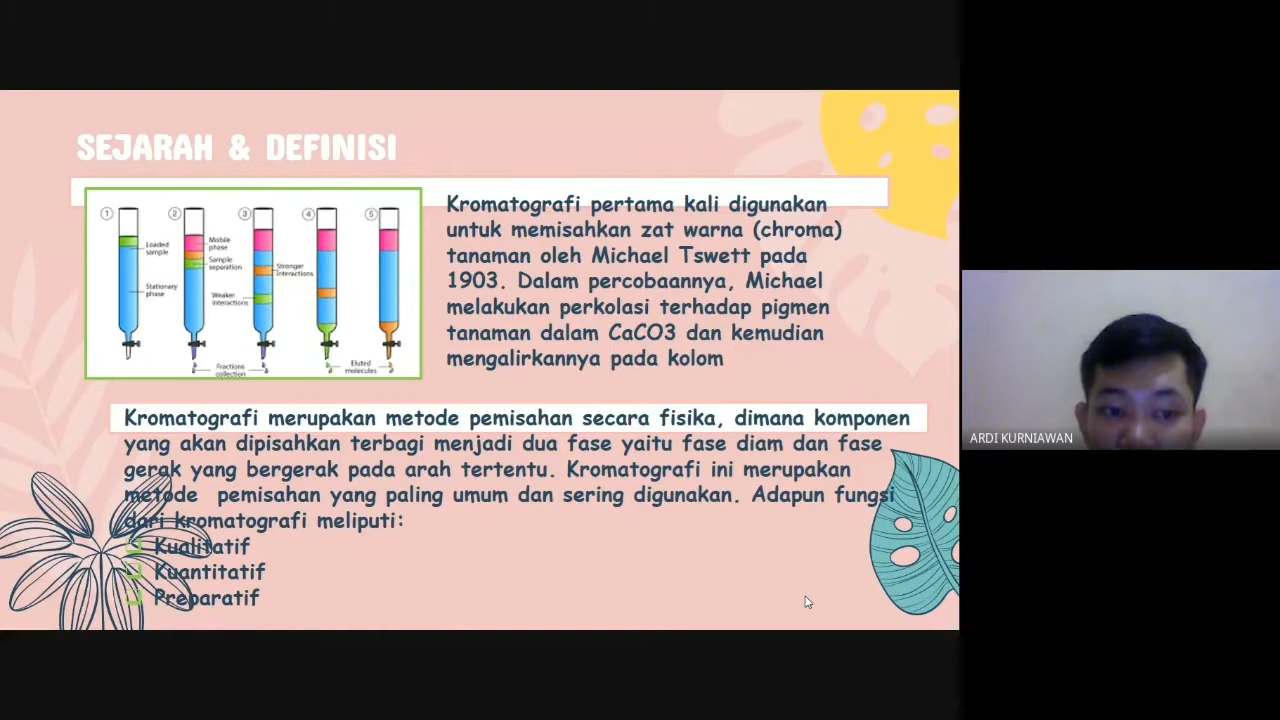 SEJARAH & DEFINISI
1
2
3
4
5
Loaded
sample
Stationary
phase
Mobile
phase
Sample
separation
Stronger
interactions
Weaker
interactions
Fractions
collection
Eluted
molecules
Kromatografi pertama kali digunakan
untuk memisahkan zat warna (chroma)
tanaman oleh Michael Tswett pada
1903. Dalam percobaannya, Michael
melakukan perkolasi terhadap pigmen
tanaman dalam CaCO3 dan kemudian
mengalirkannya pada kolom
Kromatografi merupakan metode pemisahan secara fisika, dimana komponen
yang akan dipisahkan terbagi menjadi dua fase yaitu fase diam dan fase
gerak yang bergerak pada arah tertentu. Kromatografi ini merupakan
metode pemisahan yang paling umum dan sering digunakan. Adapun fungsi
dari kromatografi meliputi:
Kualitatif
Kuantitatif
Preparatif
ARDI KURNIAWAN